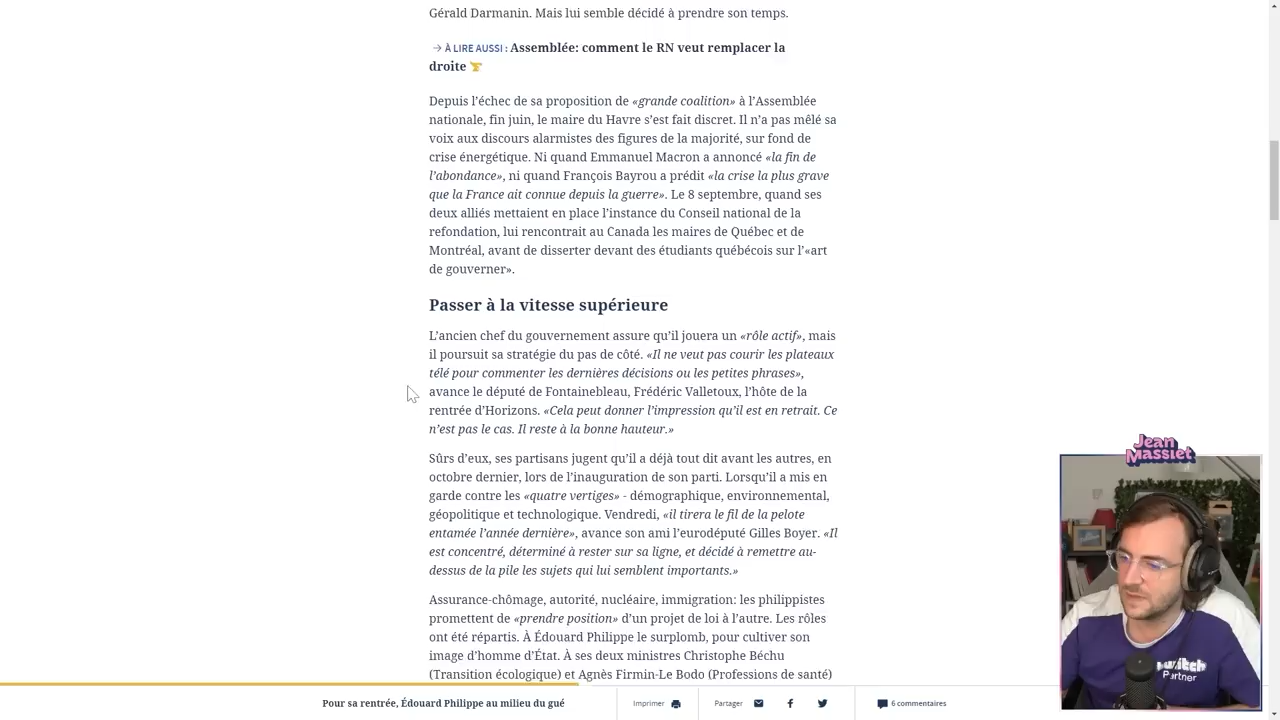 Gérald Darmanin. Mais lui semble décidé à prendre son temps.
→ À LIRE AUSSI : Assemblée: comment le RN veut remplacer la
droite
Depuis l’échec de sa proposition de «grande coalition» à l’Assemblée
nationale, fin juin, le maire du Havre s’est fait discret. Il n’a pas mêlé sa
voix aux discours alarmistes des figures de la majorité, sur fond de
crise énergétique. Ni quand Emmanuel Macron a annoncé «la fin de
l’abondance», ni quand François Bayrou a prédit «la crise la plus grave
que la France ait connue depuis la guerre». Le 8 septembre, quand ses
deux alliés mettaient en place l’instance du Conseil national de la
refondation, lui rencontrait au Canada les maires de Québec et de
Montréal, avant de disserter devant des étudiants québécois sur l’«art
de gouverner».
Passer à la vitesse supérieure
L’ancien chef du gouvernement assure qu’il jouera un «rôle actif», mais
il poursuit sa stratégie du pas de côté. «Il ne veut pas courir les plateaux
télé pour commenter les dernières décisions ou les petites phrases»,
avance le député de Fontainebleau, Frédéric Valletoux, l’hôte de la
rentrée d’Horizons. «Cela peut donner l’impression qu’il est en retrait. Ce
n’est pas le cas. Il reste à la bonne hauteur.»
Sûrs d’eux, ses partisans jugent qu’il a déjà tout dit avant les autres, en
octobre dernier, lors de l’inauguration de son parti. Lorsqu’il a mis en
garde contre les «quatre vertiges» - démographique, environnemental,
géopolitique et technologique. Vendredi, «il tirera le fil de la pelote
entamée l’année dernière», avance son ami l’eurodéputé Gilles Boyer. «Il
est concentré, déterminé à rester sur sa ligne, et décidé à remettre au-
dessus de la pile les sujets qui lui semblent importants.»
Assurance-chômage, autorité, nucléaire, immigration: les philippistes
promettent de «prendre position» d’un projet de loi à l’autre. Les rôles
ont été répartis. À Édouard Philippe le surplomb, pour cultiver son
image d’homme d’État. À ses deux ministres Christophe Béchu
(Transition écologique) et Agnès Firmin-Le Bodo (Professions de santé)
Jean
Massiet
twitch
Partner
Pour sa rentrée, Édouard Philippe au milieu du gué
Imprimer
Partager
6 commentaires